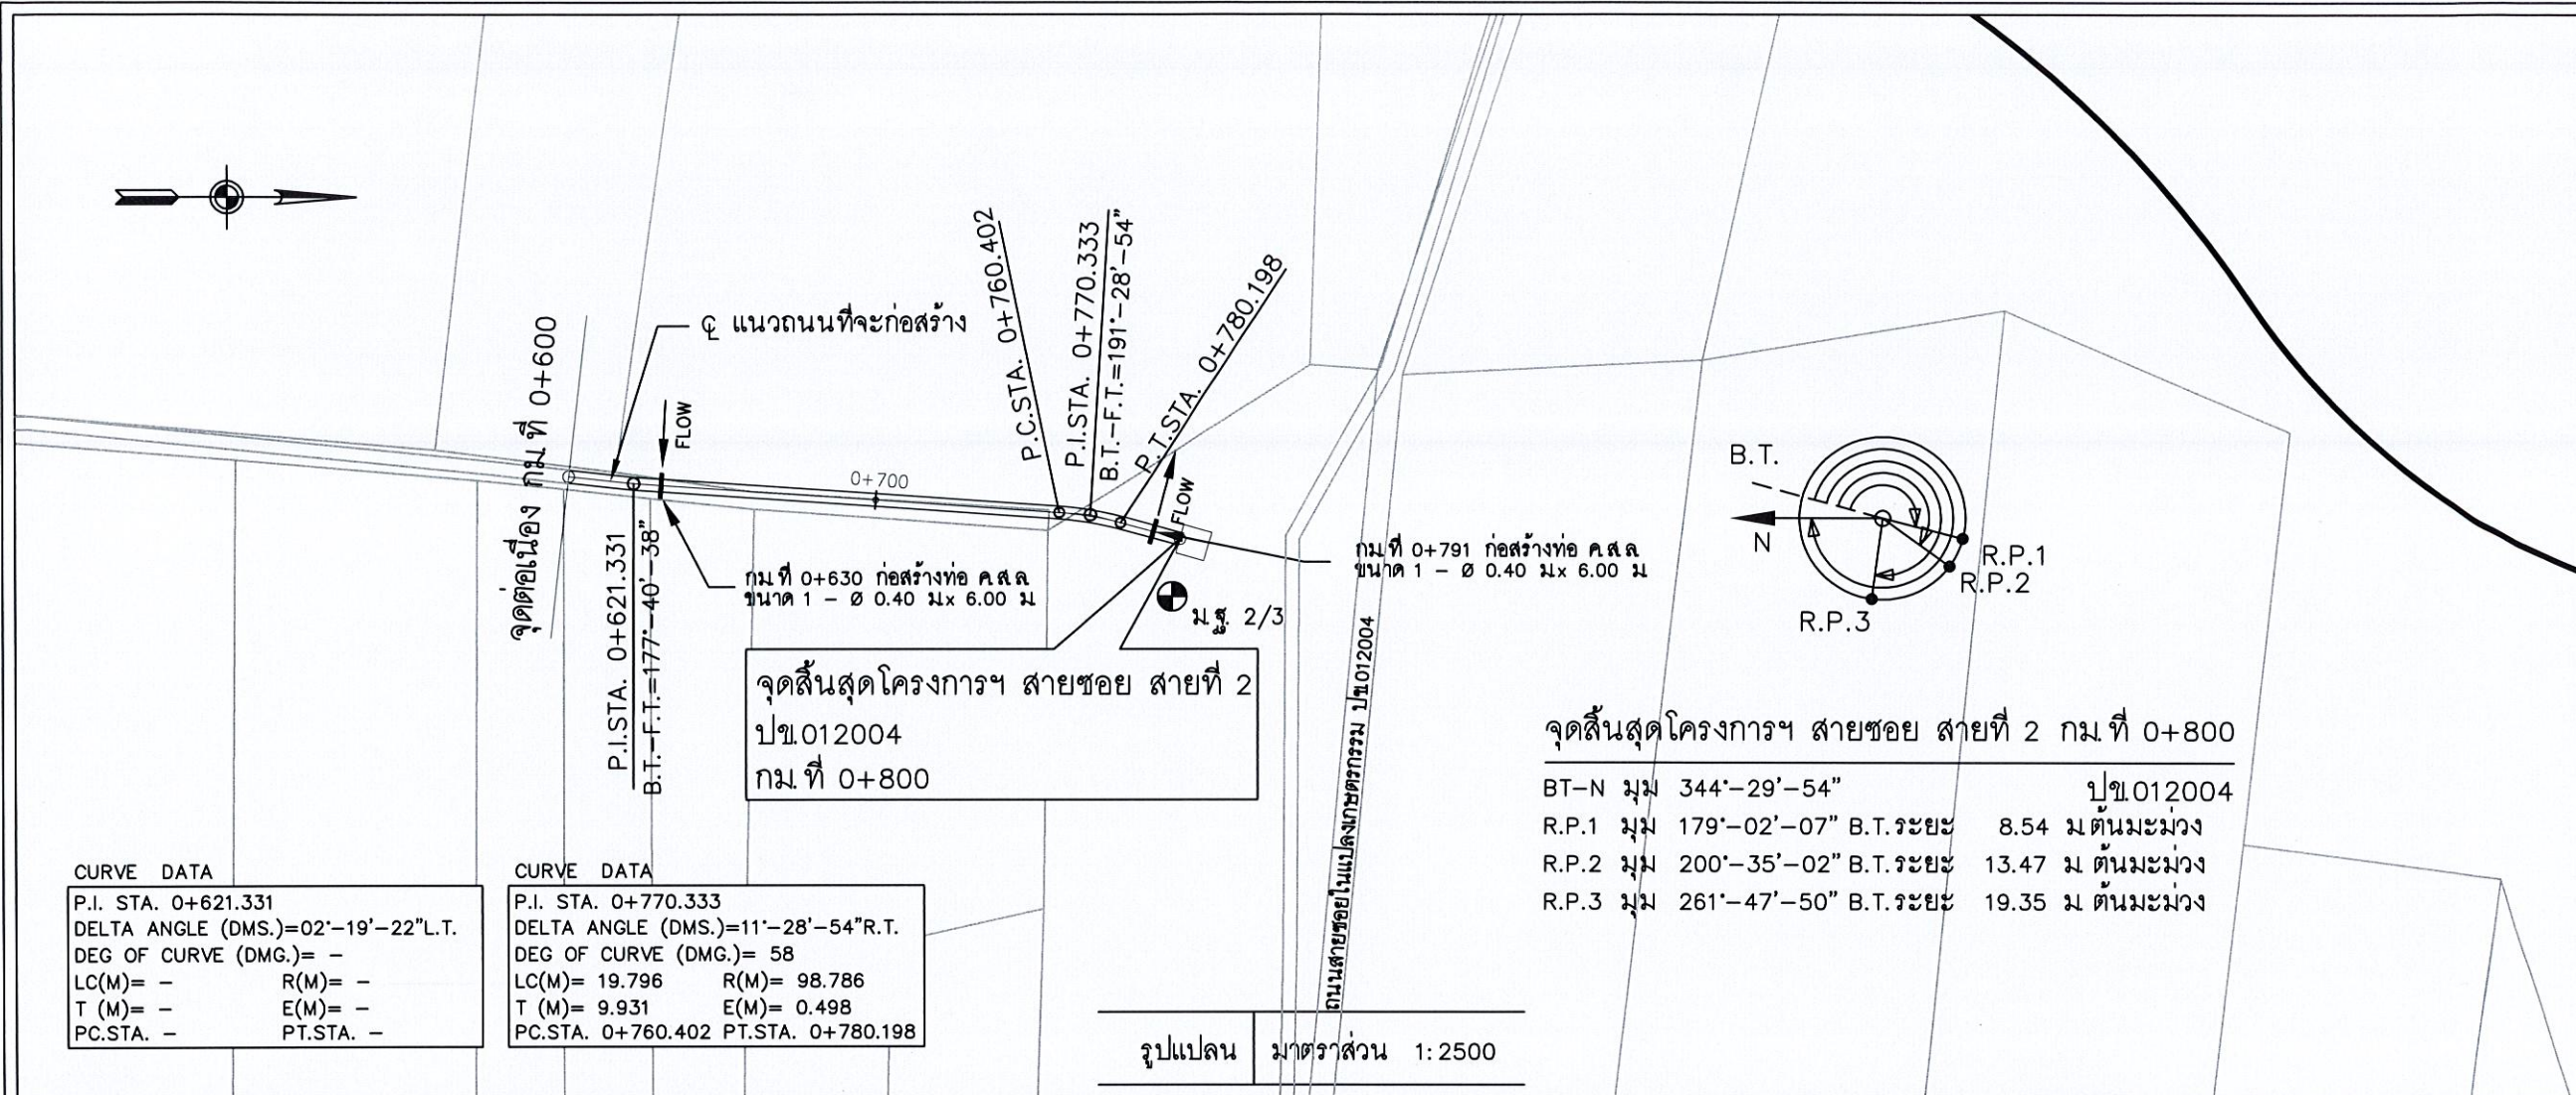 P.C.STA. 0+760.402
P.I.STA. 0+770.333
B.T.-F.T.=191°-28'-54"
P.T.STA. 0+780.198
จุดต่อเนื่อง กม.ที่ 0+600
℄ แนวถนนที่จะก่อสร้าง
FLOW
0+700
FLOW
P.I.STA. 0+621.331
B.T.-F.T.=177°-40'-38"
กม.ที่ 0+630 ก่อสร้างท่อ ค.ส.ล.
ขนาด 1 - Ø 0.40 ม.x 6.00 ม.
กม.ที่ 0+791 ก่อสร้างท่อ ค.ส.ล.
ขนาด 1 - Ø 0.40 ม.x 6.00 ม.
ม.ฐ. 2/3
จุดสิ้นสุดโครงการฯ สายซอย สายที่ 2
ปข.012004
กม.ที่ 0+800
ถนนสายซอยในแปลงเกษตรกรรม ปข.012004
B.T.
N
R.P.1
R.P.2
R.P.3
จุดสิ้นสุดโครงการฯ สายซอย สายที่ 2 กม.ที่ 0+800
BT-N มุม 344°-29'-54" ปข.012004
R.P.1 มุม 179°-02'-07" B.T.ระยะ 8.54 ม.ต้นมะม่วง
R.P.2 มุม 200°-35'-02" B.T.ระยะ 13.47 ม. ต้นมะม่วง
R.P.3 มุม 261°-47'-50" B.T.ระยะ 19.35 ม. ต้นมะม่วง
CURVE DATA
P.I. STA. 0+621.331
DELTA ANGLE (DMS.)=02°-19'-22"L.T.
DEG OF CURVE (DMG.)= -
LC(M)= - R(M)= -
T (M)= - E(M)= -
PC.STA. - PT.STA. -
CURVE DATA
P.I. STA. 0+770.333
DELTA ANGLE (DMS.)=11°-28'-54"R.T.
DEG OF CURVE (DMG.)= 58
LC(M)= 19.796 R(M)= 98.786
T (M)= 9.931 E(M)= 0.498
PC.STA. 0+760.402 PT.STA. 0+780.198
รูปแปลน มาตราส่วน 1:2500